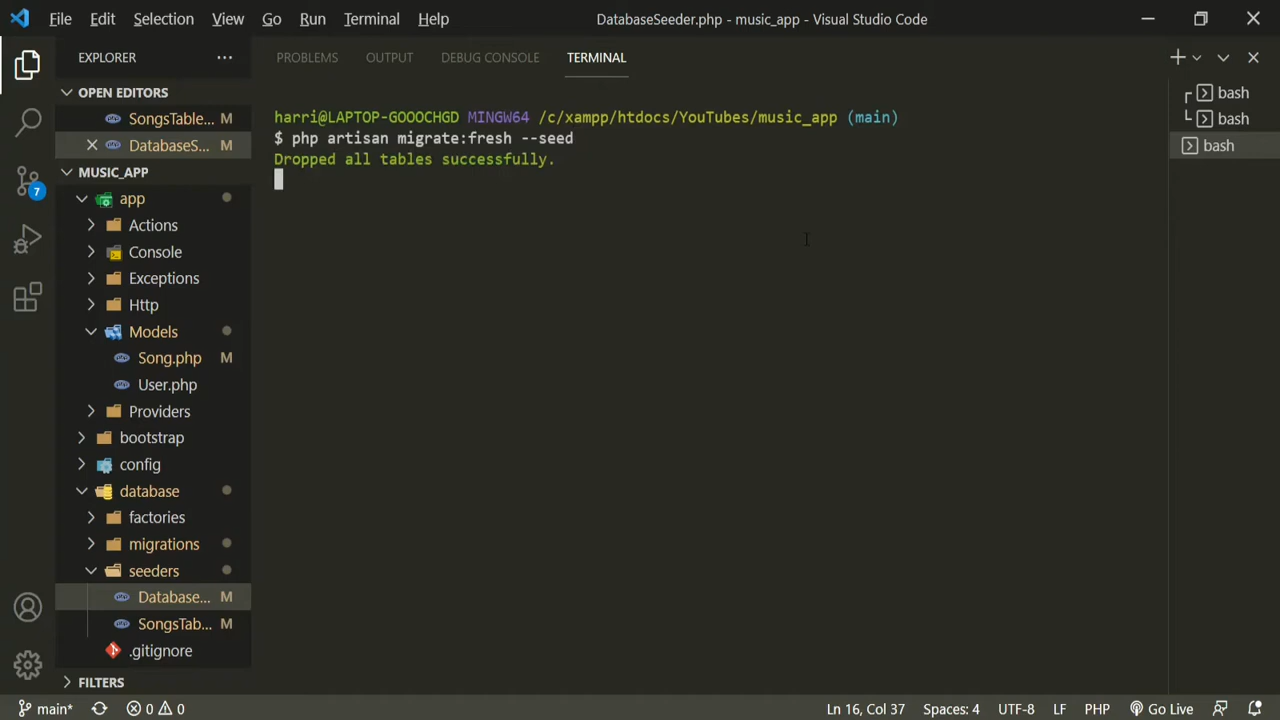 File Edit Selection View Go Run Terminal Help DatabaseSeeder.php - music_app - Visual Studio Code
EXPLORER
OPEN EDITORS
SongsTable... M
DatabaseS... M
MUSIC_APP
app
Actions
Console
Exceptions
Http
Models
Song.php M
User.php
Providers
bootstrap
config
database
factories
migrations
seeders
Database... M
SongsTab... M
.gitignore
FILTERS
7
PROBLEMS OUTPUT DEBUG CONSOLE TERMINAL
harri@LAPTOP-GOOOCHGD MINGW64 /c/xampp/htdocs/YouTubes/music_app (main)
$ php artisan migrate:fresh --seed
Dropped all tables successfully.
bash
bash
bash
main* 0 0 Ln 16, Col 37 Spaces: 4 UTF-8 LF PHP Go Live